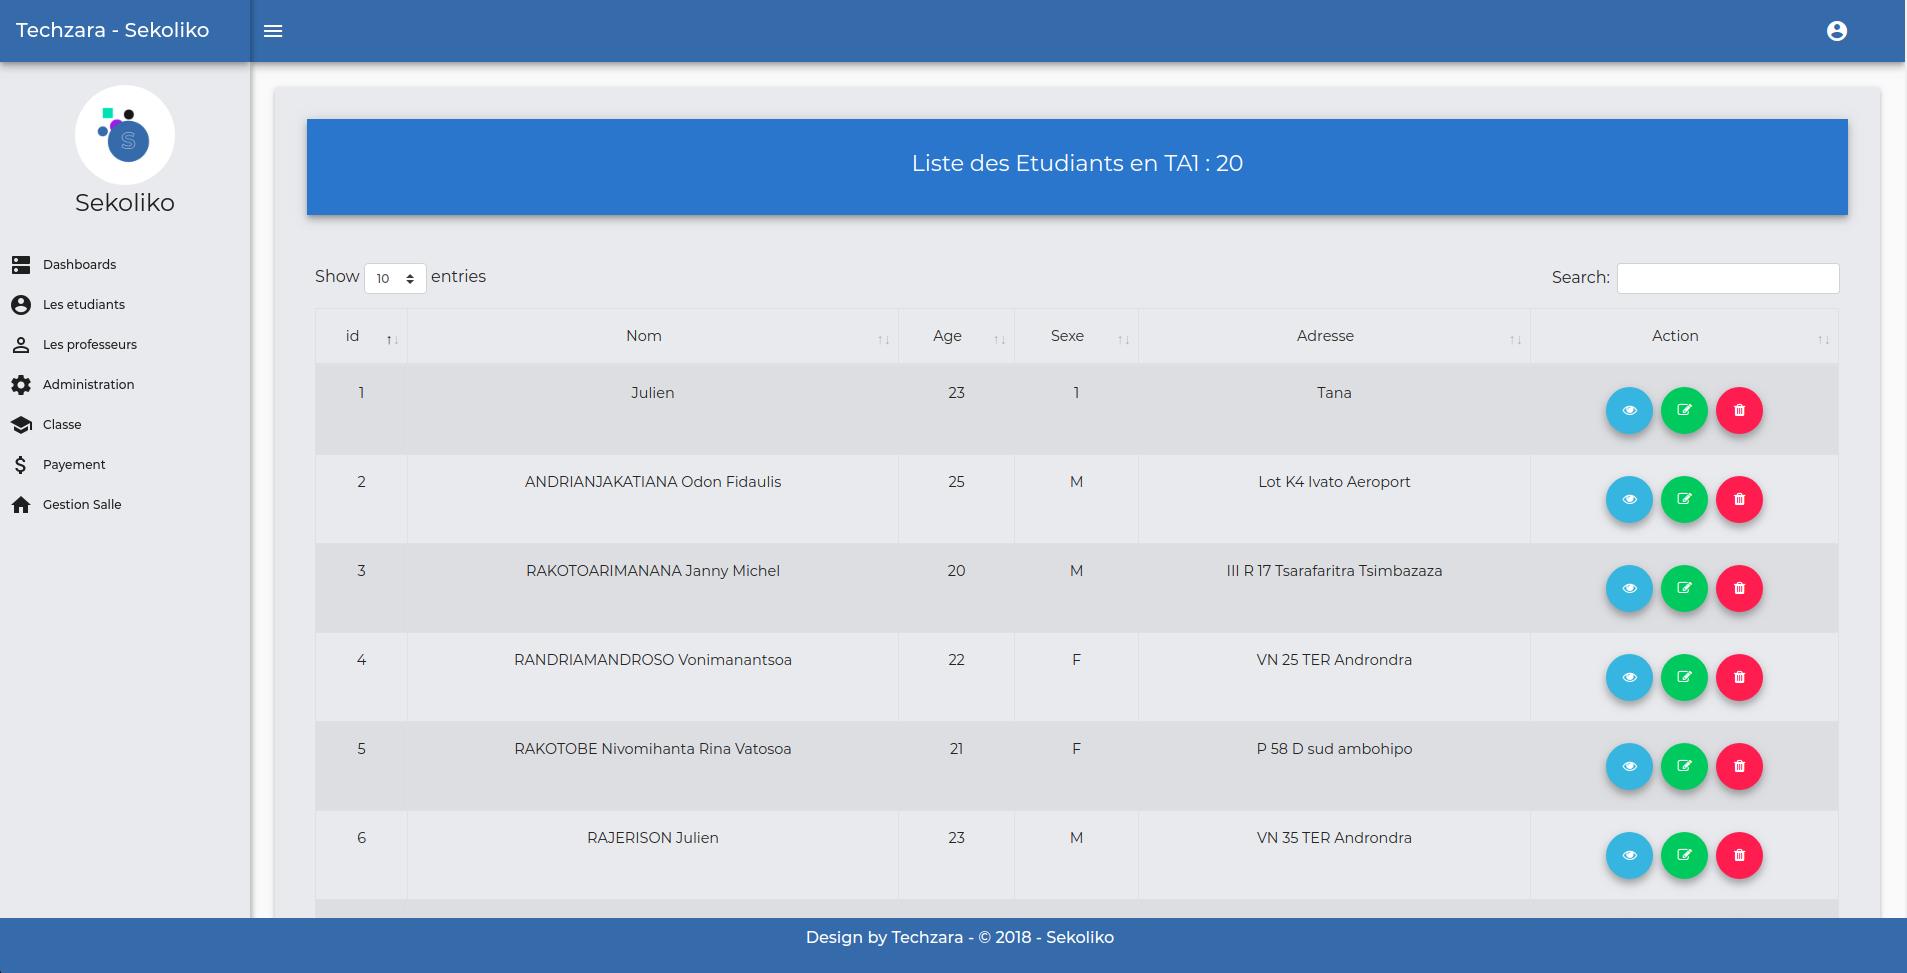 Techzara - Sekoliko
S
Sekoliko
Dashboards
Les etudiants
Les professeurs
Administration
Classe
Payement
Gestion Salle
Liste des Etudiants en TA1 : 20
Show 10 entries
Search:
id Nom Age Sexe Adresse Action
1 Julien 23 1 Tana
2 ANDRIANJAKATIANA Odon Fidaulis 25 M Lot K4 Ivato Aeroport
3 RAKOTOARIMANANA Janny Michel 20 M III R 17 Tsarafaritra Tsimbazaza
4 RANDRIAMANDROSO Vonimanantsoa 22 F VN 25 TER Androndra
5 RAKOTOBE Nivomihanta Rina Vatosoa 21 F P 58 D sud ambohipo
6 RAJERISON Julien 23 M VN 35 TER Androndra
Design by Techzara - © 2018 - Sekoliko